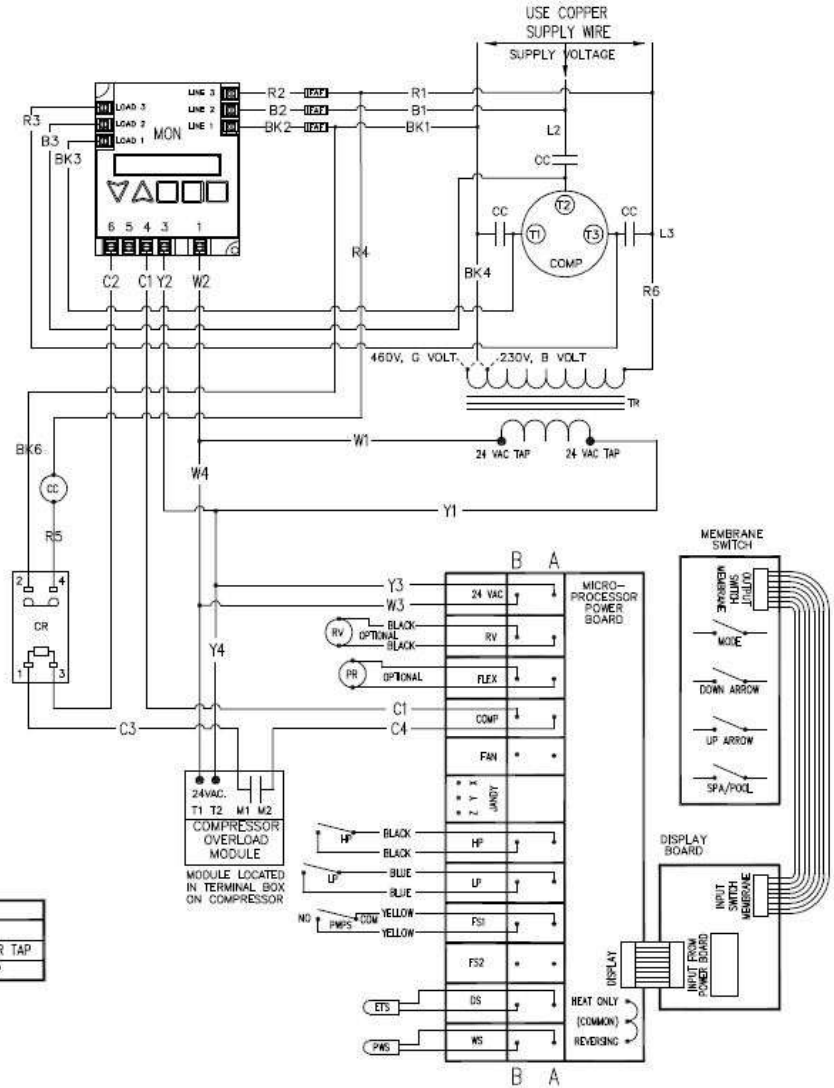 USE COPPER
SUPPLY WIRE
SUPPLY VOLTAGE
LINE 3
R2
R1
LOAD 3
LINE 2
B2
B1
R3
LOAD 2
MON
LINE 1
BK2
BK1
B3
LOAD 1
BK3
L2
CC
T2
CC
T1
T3
CC
L3
COMP
6 5 4 3 1
C2 C1 Y2 W2
R4
BK4
R6
460V, G VOLT.
230V, B VOLT
TR
W1
24 VAC TAP
24 VAC TAP
BK6
W4
CC
R5
Y1
2 4
CR
1 3
MEMBRANE
SWITCH
OUTPUT
SWITCH
MEMBRANE
MODE
DOWN ARROW
UP ARROW
SPA/POOL
B A
Y3
24 VAC
MICRO-
PROCESSOR
POWER
BOARD
W3
BLACK
RV
OPTIONAL
RV
BLACK
Y4
PR
OPTIONAL
FLEX
C1
COMP
C3
C4
FAN
X
Y
Z
JANDY
24VAC.
T1 T2 M1 M2
COMPRESSOR
OVERLOAD
MODULE
MODULE LOCATED
IN TERMINAL BOX
ON COMPRESSOR
HP
BLACK
HP
BLACK
LP
BLUE
LP
BLUE
NO
PWPS
COM
YELLOW
FS1
YELLOW
FS2
DISPLAY
BOARD
INPUT
SWITCH
MEMBRANE
DISPLAY
INPUT FROM
POWER BOARD
ETS
DS
HEAT ONLY
(COMMON)
PWS
WS
REVERSING
B A
R TAP